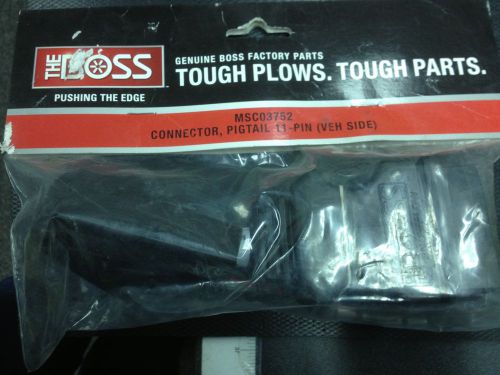 THE BOSS
PUSHING THE EDGE
GENUINE BOSS FACTORY PARTS
TOUGH PLOWS. TOUGH PARTS.
MSC03752
CONNECTOR, PIGTAIL 11-PIN (VEH SIDE)